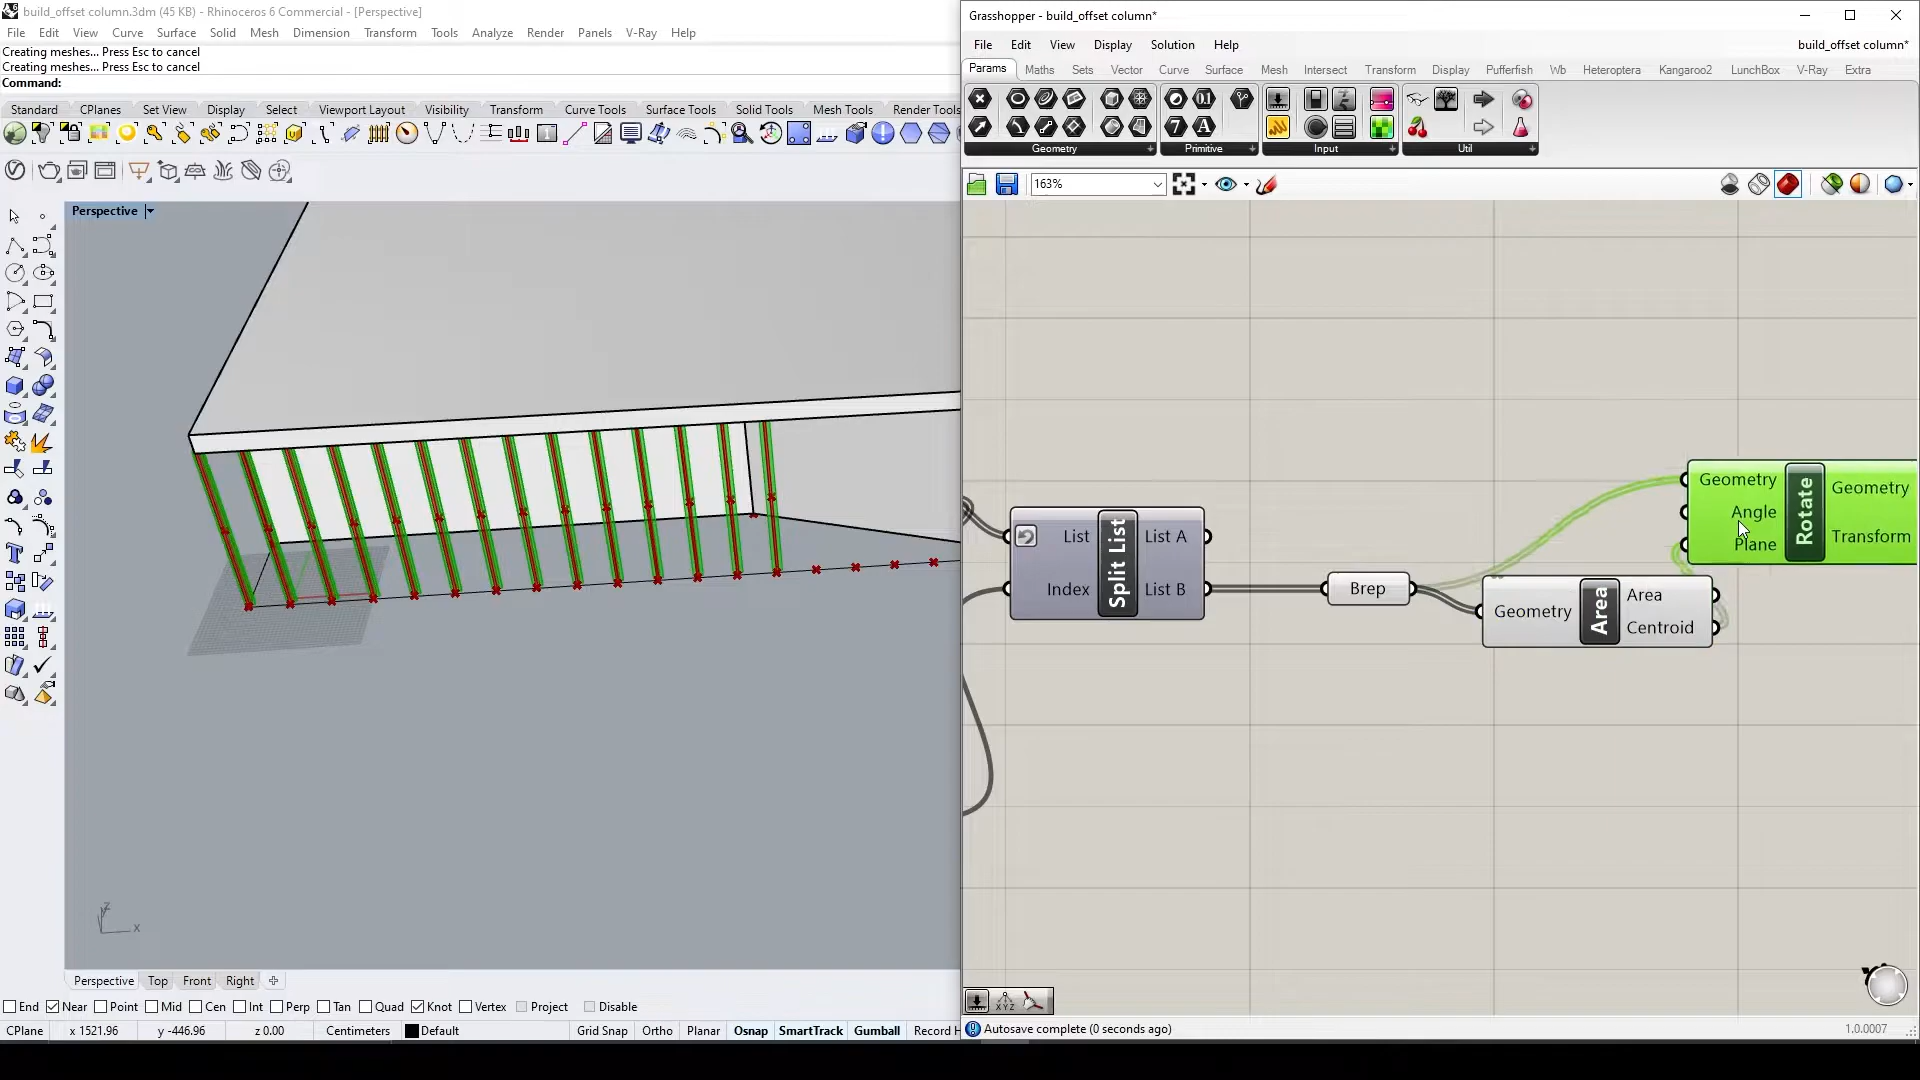 build_offset column.3dm (45 KB) - Rhinoceros 6 Commercial - [Perspective]
File Edit View Curve Surface Solid Mesh Dimension Transform Tools Analyze Render Panels V-Ray Help
Creating meshes... Press Esc to cancel
Creating meshes... Press Esc to cancel
Command:
Standard CPlanes Set View Display Select Viewport Layout Visibility Transform Curve Tools Surface Tools Solid Tools Mesh Tools Render Tools
Perspective
z
x
Perspective Top Front Right
End Near Point Mid Cen Int Perp Tan Quad Knot Vertex Project Disable
CPlane x 1521.96 y -446.96 z 0.00 Centimeters Default Grid Snap Ortho Planar Osnap SmartTrack Gumball Record H
Grasshopper - build_offset column*
File Edit View Display Solution Help
build_offset column*
Params Maths Sets Vector Curve Surface Mesh Intersect Transform Display Pufferfish Wb Heteroptera Kangaroo2 LunchBox V-Ray Extra
Geometry Primitive Input Util
163%
List Index Split List List A List B
Brep
Geometry Area Area Centroid
Geometry Angle Plane Rotate Geometry Transform
Autosave complete (0 seconds ago)
1.0.0007